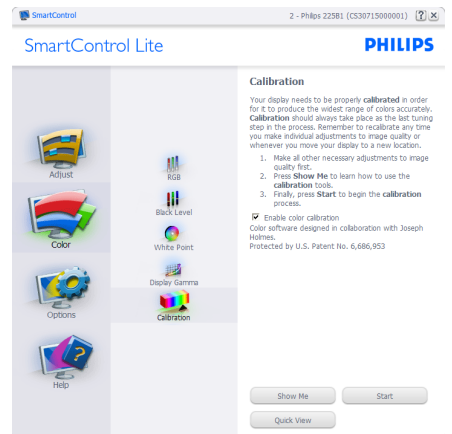 SmartControl
2 - Philips 225B1 (CS30715000001)
?
×
SmartControl Lite
PHILIPS
Adjust
Color
Options
Help
RGB
Black Level
White Point
Display Gamma
Calibration
Calibration
Your display needs to be properly calibrated in order
for it to produce the widest range of colors accurately.
Calibration should always take place as the last tuning
step in the process. Remember to recalibrate any time
you make individual adjustments to image quality or
whenever you move your display to a new location.
1. Make all other necessary adjustments to image
quality first.
2. Press Show Me to learn how to use the
calibration tools.
3. Finally, press Start to begin the calibration
process.
Enable color calibration
Color software designed in collaboration with Joseph
Holmes.
Protected by U.S. Patent No. 6,686,953
Show Me
Start
Quick View